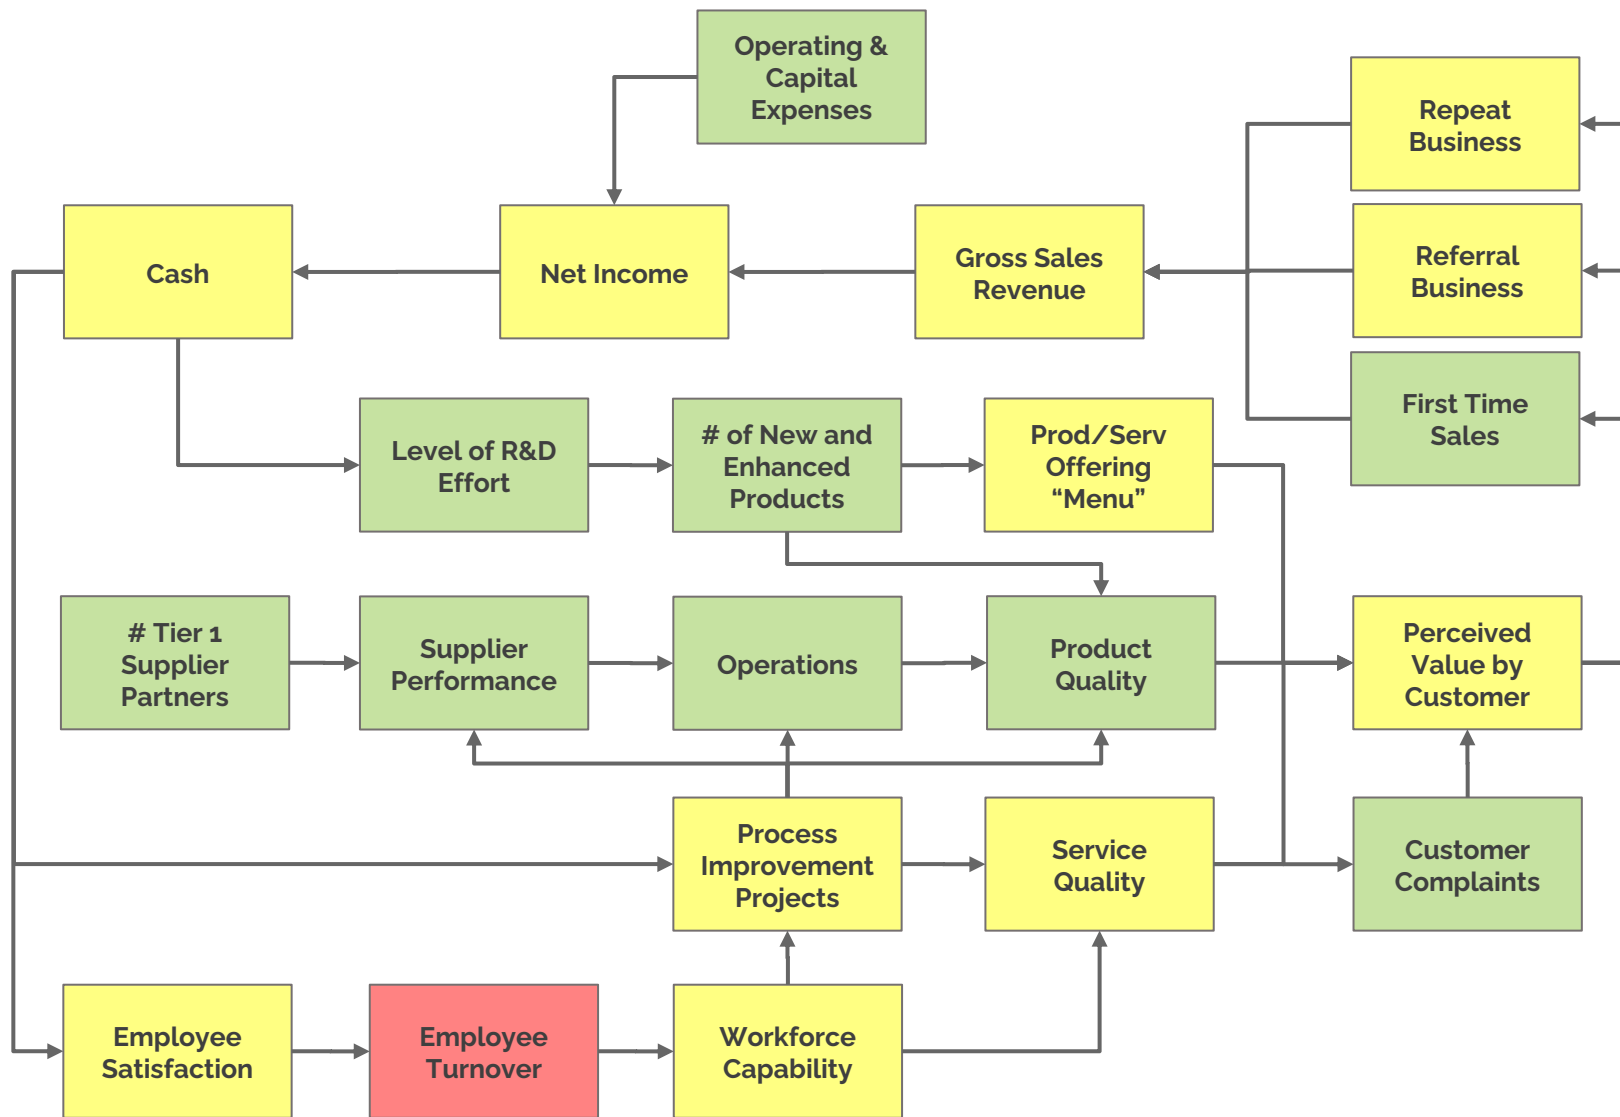 Operating &
Capital
Expenses
Repeat
Business
Cash
Net Income
Gross Sales
Revenue
Referral
Business
First Time
Sales
Level of R&D
Effort
# of New and
Enhanced
Products
Prod/Serv
Offering
“Menu”
# Tier 1
Supplier
Partners
Supplier
Performance
Operations
Product
Quality
Perceived
Value by
Customer
Process
Improvement
Projects
Service
Quality
Customer
Complaints
Employee
Satisfaction
Employee
Turnover
Workforce
Capability